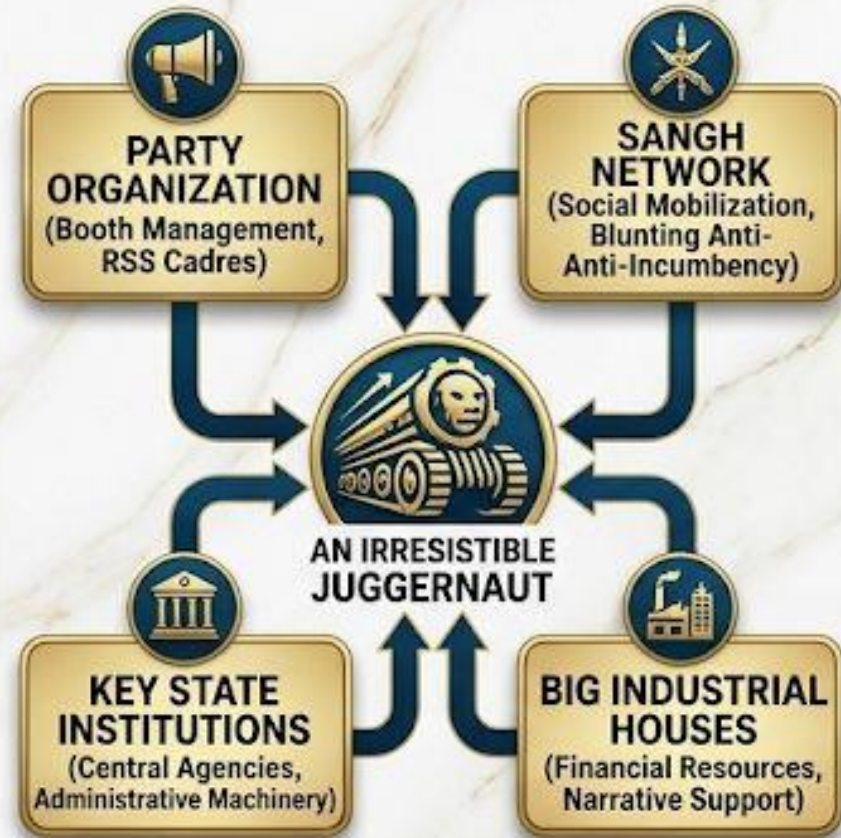 PARTY
ORGANIZATION
(Booth Management,
RSS Cadres)
SANGH
NETWORK
(Social Mobilization,
Blunting Anti-
Anti-Incumbency)
AN IRRESISTIBLE
JUGGERNAUT
KEY STATE
INSTITUTIONS
(Central Agencies,
Administrative Machinery)
BIG INDUSTRIAL
HOUSES
(Financial Resources,
Narrative Support)